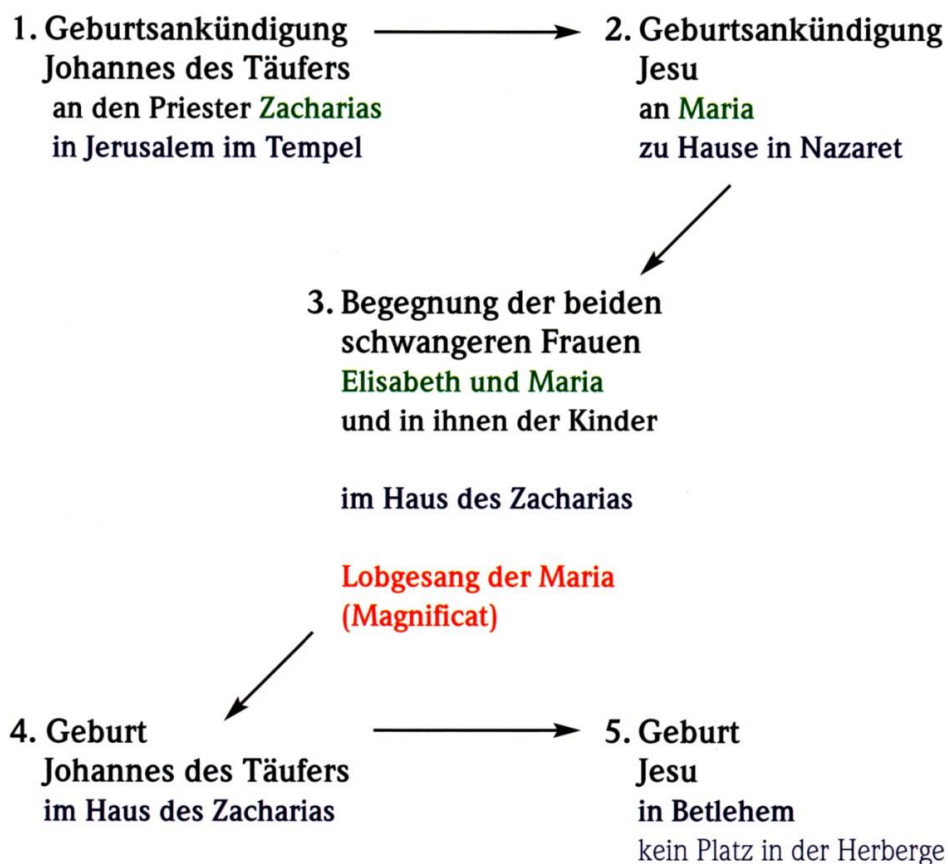 1. Geburtsankündigung
Johannes des Täufers
an den Priester Zacharias
in Jerusalem im Tempel
2. Geburtsankündigung
Jesu
an Maria
zu Hause in Nazaret
3. Begegnung der beiden
schwangeren Frauen
Elisabeth und Maria
und in ihnen der Kinder
im Haus des Zacharias
Lobgesang der Maria
(Magnificat)
4. Geburt
Johannes des Täufers
im Haus des Zacharias
5. Geburt
Jesu
in Betlehem
kein Platz in der Herberge